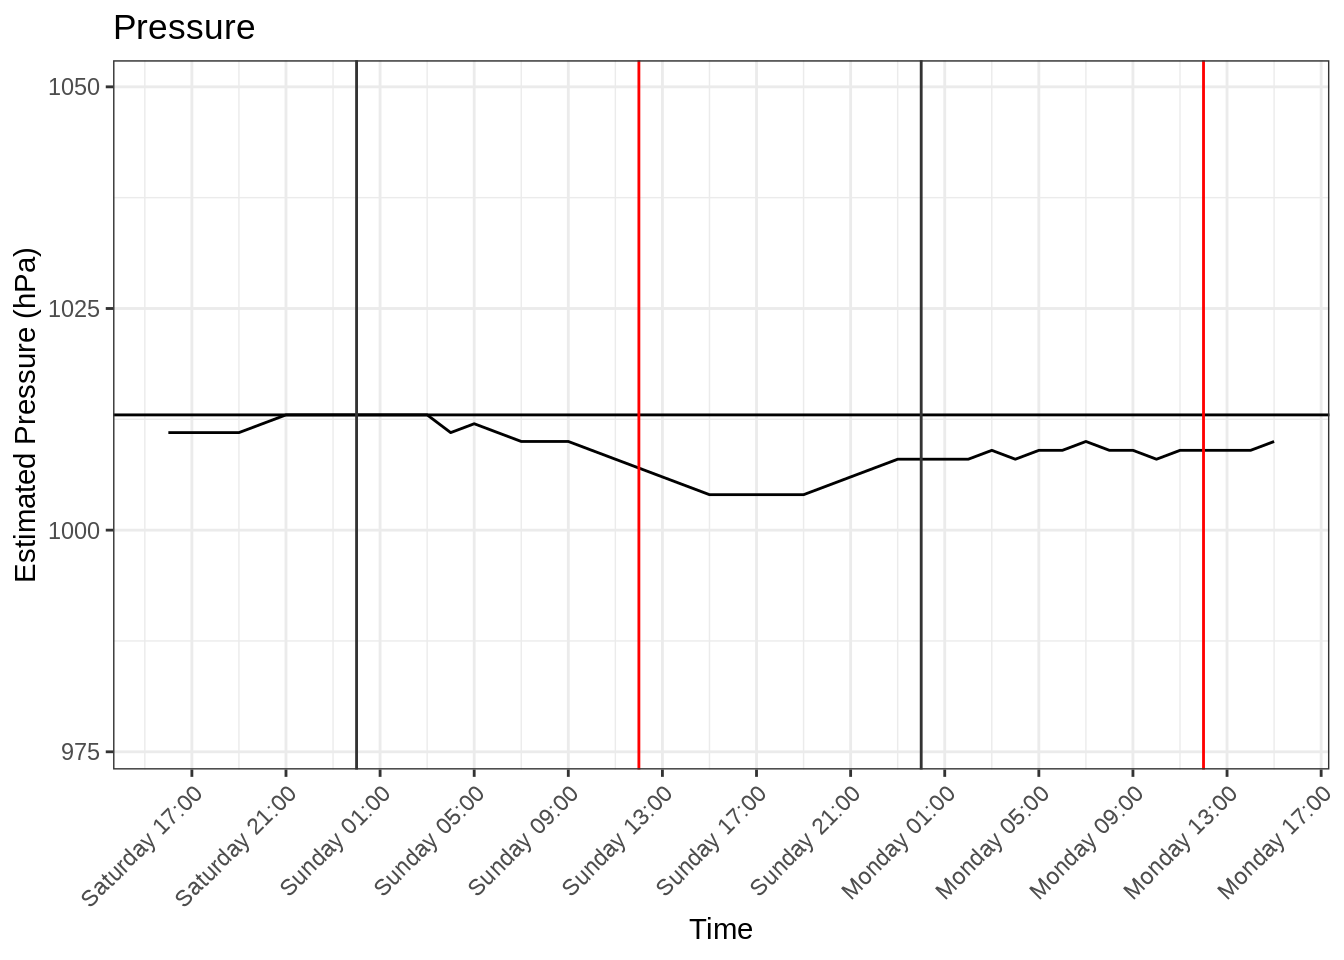 Pressure
Estimated Pressure (hPa)
1050
1025
1000
975
Saturday 17:00
Saturday 21:00
Sunday 01:00
Sunday 05:00
Sunday 09:00
Sunday 13:00
Sunday 17:00
Sunday 21:00
Monday 01:00
Monday 05:00
Monday 09:00
Monday 13:00
Monday 17:00
Time